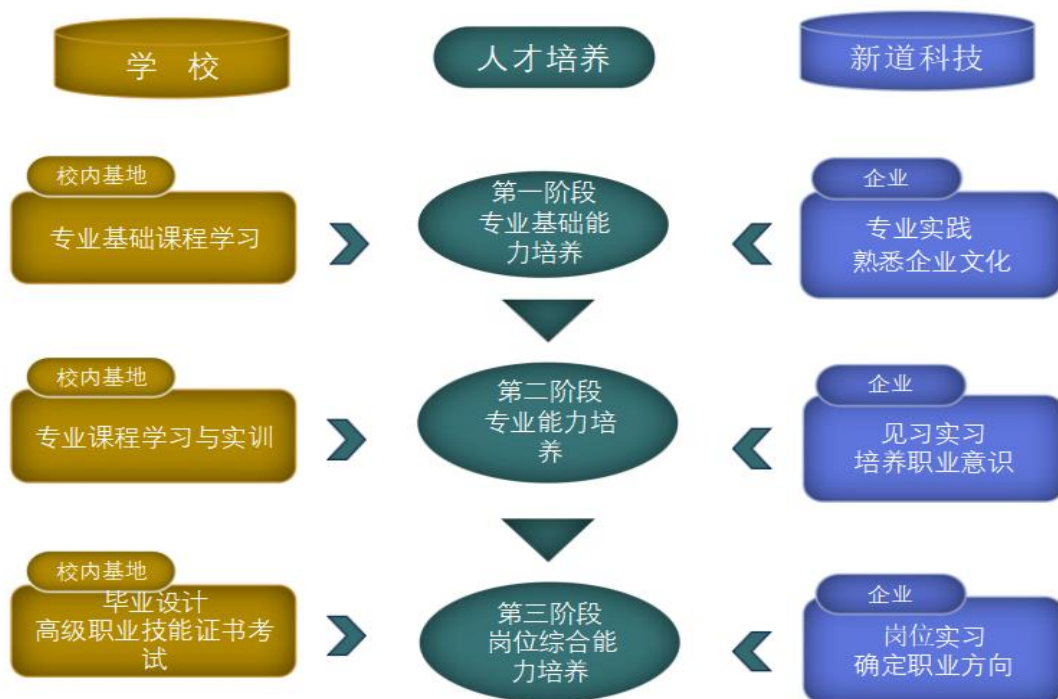 学 校
人才培养
新道科技
校内基地
专业基础课程学习
第一阶段
专业基础能
力培养
企业
专业实践
熟悉企业文化
校内基地
专业课程学习与实训
第二阶段
专业能力培
养
企业
见习实习
培养职业意识
校内基地
毕业设计
高级职业技能证书考
试
第三阶段
岗位综合能
力培养
企业
岗位实习
确定职业方向